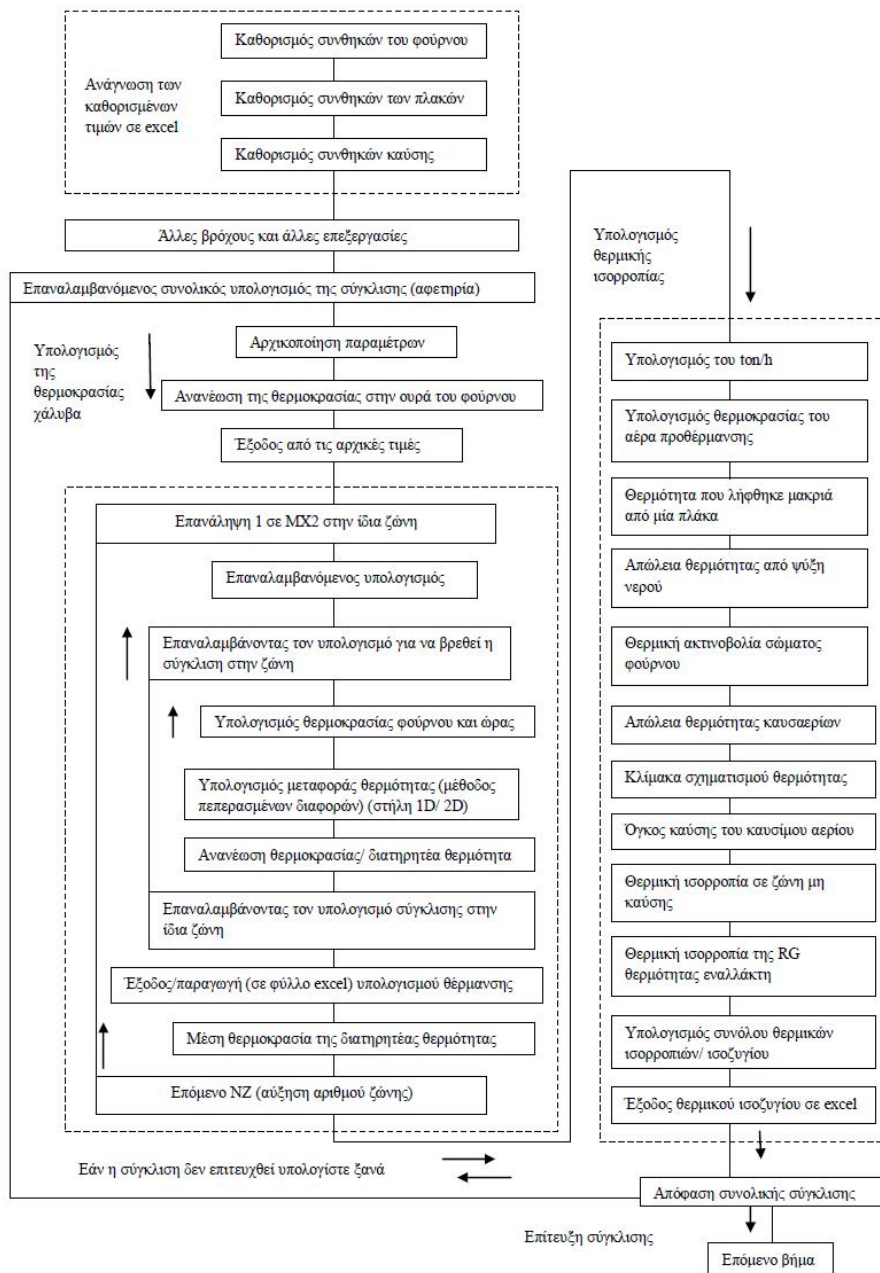 Καθορισμός συνθηκών του φούρνου
Ανάγνωση των
καθορισμένων
τιμών σε excel
Καθορισμός συνθηκών των πλακών
Καθορισμός συνθηκών καύσης
Άλλες βρόχους και άλλες επεξεργασίες
Επαναλαμβανόμενος συνολικός υπολογισμός της σύγκλισης (αφετηρία)
Υπολογισμός
της
θερμοκρασίας
χάλυβα
Αρχικοποίηση παραμέτρων
Ανανέωση της θερμοκρασίας στην ουρά του φούρνου
Έξοδος από τις αρχικές τιμές
Επανάληψη 1 σε MX2 στην ίδια ζώνη
Επαναλαμβανόμενος υπολογισμός
Επαναλαμβάνοντας τον υπολογισμό για να βρεθεί η
σύγκλιση στην ζώνη
Υπολογισμός θερμοκρασίας φούρνου και ώρας
Υπολογισμός μεταφοράς θερμότητας (μέθοδος
πεπερασμένων διαφορών) (στήλη 1D/ 2D)
Ανανέωση θερμοκρασίας/ διατηρητέα θερμότητα
Επαναλαμβάνοντας τον υπολογισμό σύγκλισης στην
ίδια ζώνη
Έξοδος/παραγωγή (σε φύλλο excel) υπολογισμού θέρμανσης
Μέση θερμοκρασία της διατηρητέας θερμότητας
Επόμενο NZ (αύξηση αριθμού ζώνης)
Εάν η σύγκλιση δεν επιτευχθεί υπολογίστε ξανά
Υπολογισμός
θερμικής
ισορροπίας
Υπολογισμός του ton/h
Υπολογισμός θερμοκρασίας του
αέρα προθέρμανσης
Θερμότητα που λήφθηκε μακριά
από μία πλάκα
Απώλεια θερμότητας από ψύξη
νερού
Θερμική ακτινοβολία σώματος
φούρνου
Απώλεια θερμότητας καυσαερίων
Κλίμακα σχηματισμού θερμότητας
Όγκος καύσης του καυσίμου αερίου
Θερμική ισορροπία σε ζώνη μη
καύσης
Θερμική ισορροπία της RG
θερμότητας εναλλάκτη
Υπολογισμός συνόλου θερμικών
ισορροπιών/ ισοζυγίου
Έξοδος θερμικού ισοζυγίου σε excel
Απόφαση συνολικής σύγκλισης
Επίτευξη σύγκλισης
Επόμενο βήμα